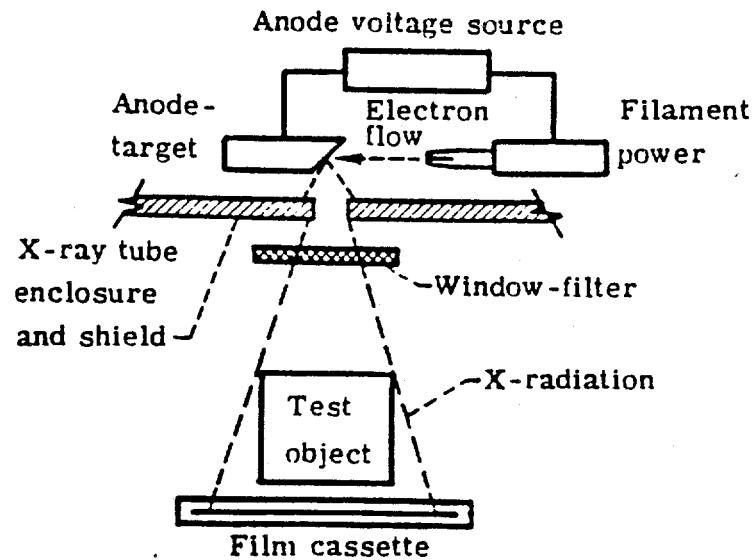 Anode voltage source
Anode-
target
Electron
flow
Filament
power
X-ray tube
enclosure
and shield
Window-filter
X-radiation
Test
object
Film cassette